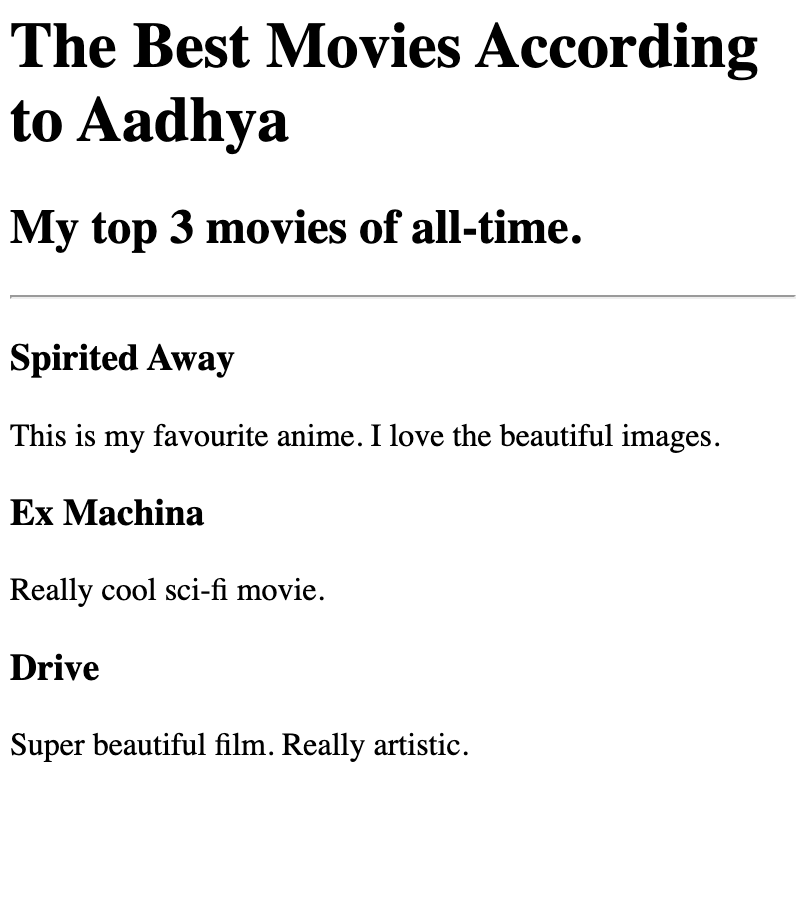 The Best Movies According
to Aadhya
My top 3 movies of all-time.
Spirited Away
This is my favourite anime. I love the beautiful images.
Ex Machina
Really cool sci-fi movie.
Drive
Super beautiful film. Really artistic.